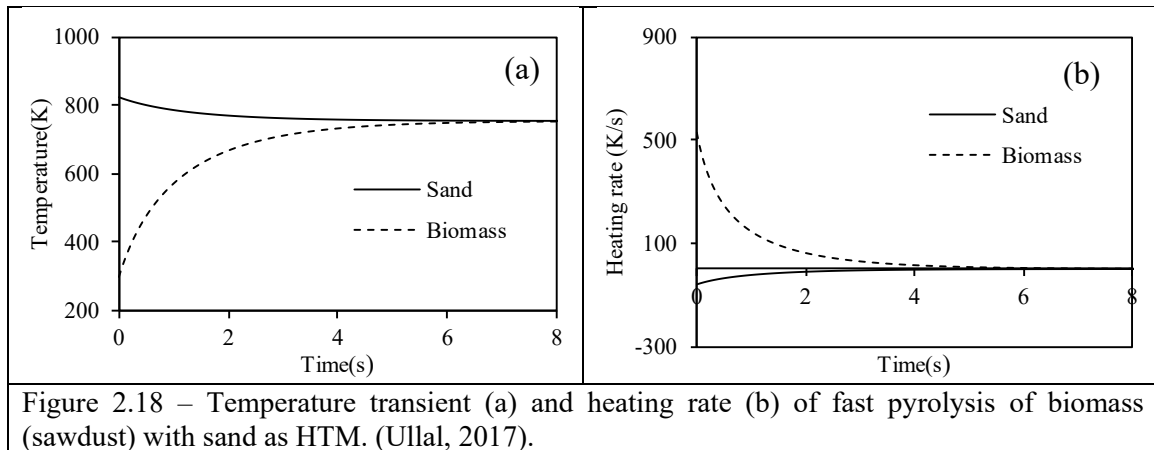 1000
(a)
800
600
400
200
Temperature(K)
Sand
Biomass
0
2
4
6
8
Time(s)
900
(b)
500
100
-300
Heating rate (K/s)
Sand
Biomass
0
2
4
6
8
Time(s)
Figure 2.18 – Temperature transient (a) and heating rate (b) of fast pyrolysis of biomass
(sawdust) with sand as HTM. (Ullal, 2017).